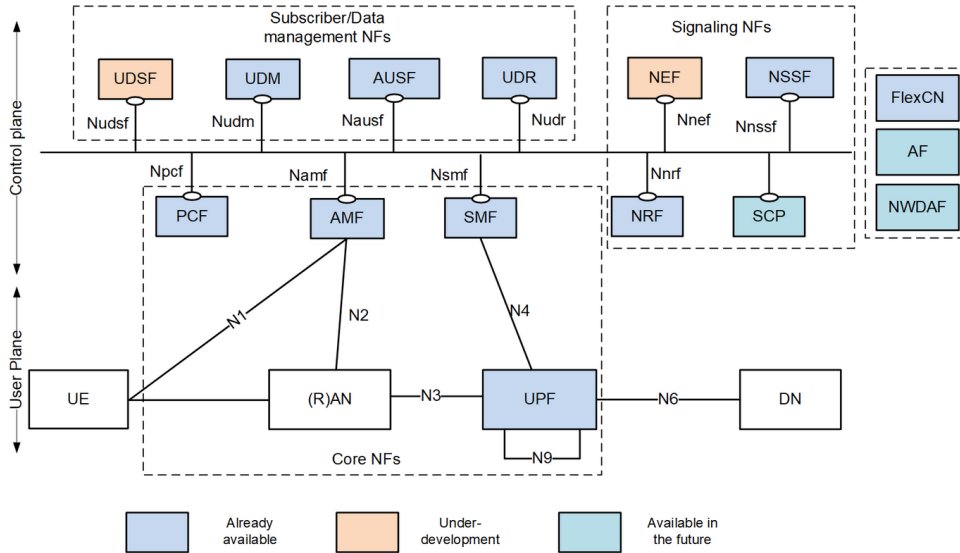 Subscriber/Data
management NFs
Signaling NFs
Control plane
UDSF
UDM
AUSF
UDR
NEF
NSSF
FlexCN
Nudsf
Nudm
Nausf
Nudr
Nnef
Nnssf
AF
Npcf
Namf
Nsmf
Nnrf
NWDAF
PCF
AMF
SMF
NRF
SCP
N1
N2
N4
User Plane
UE
(R)AN
N3
UPF
N6
DN
N9
Core NFs
Already
available
Under-
development
Available in
the future